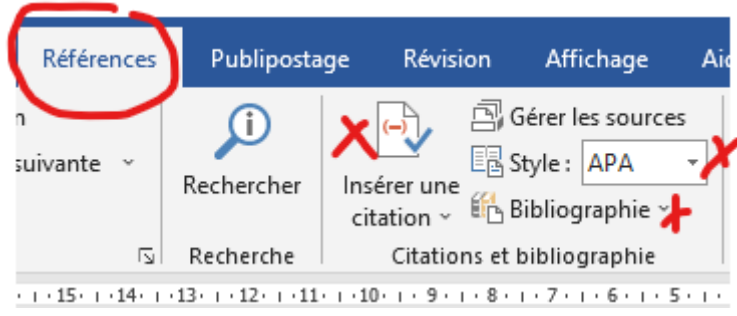 Références Publipostage Révision Affichage Aid
n
suivante
Rechercher
Insérer une
citation
Gérer les sources
Style : APA
Bibliographie
Recherche Citations et bibliographie
15 14 13 12 11 10 9 8 7 6 5